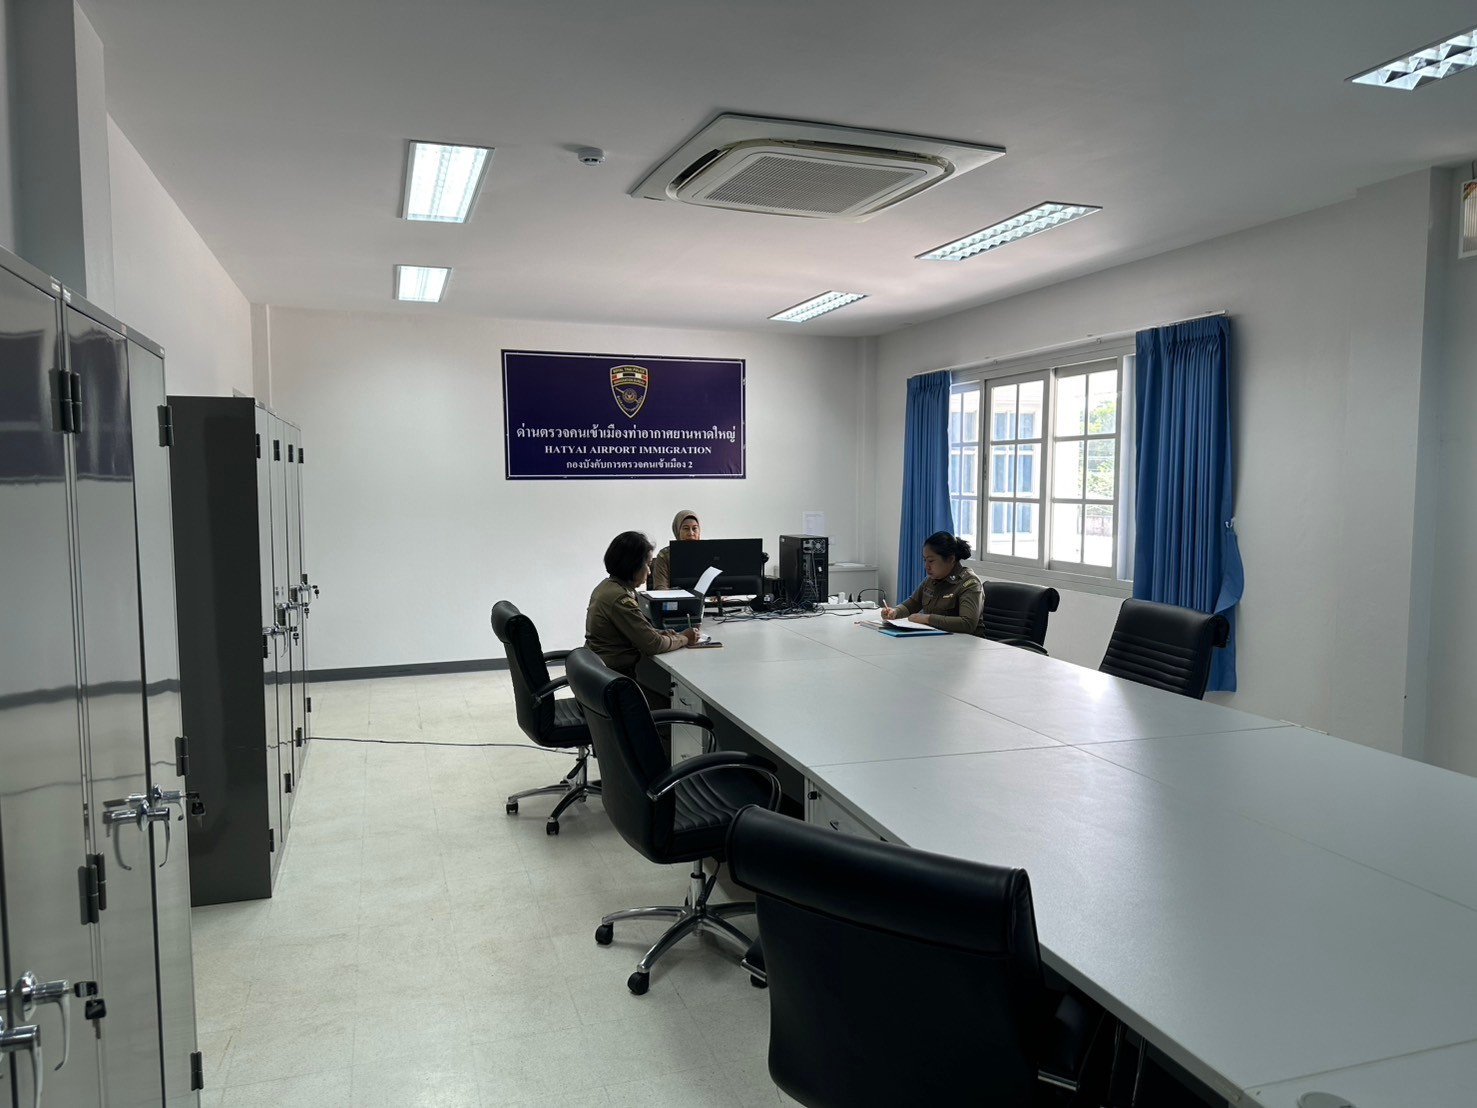 ROYAL THAI POLICE
ด่านตรวจคนเข้าเมืองท่าอากาศยานหาดใหญ่
HATYAI AIRPORT IMMIGRATION
กองบังคับการตรวจคนเข้าเมือง 2